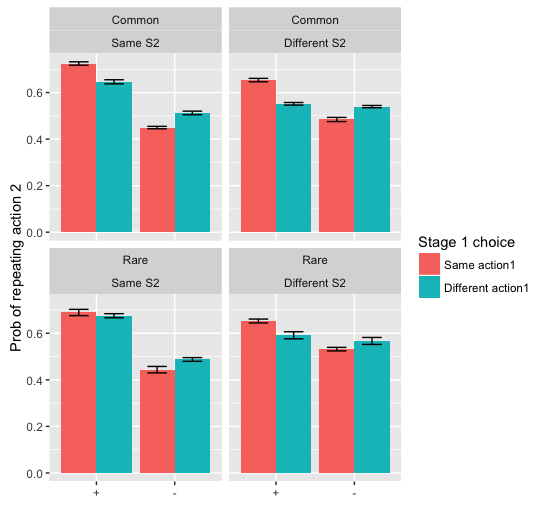 Common
Common
Same S2
Different S2
0.6
0.4
0.2
0.0
Rare
Rare
Same S2
Different S2
0.6
0.4
0.2
0.0
+
-
+
-
Prob of repeating action 2
Stage 1 choice
Same action1
Different action1